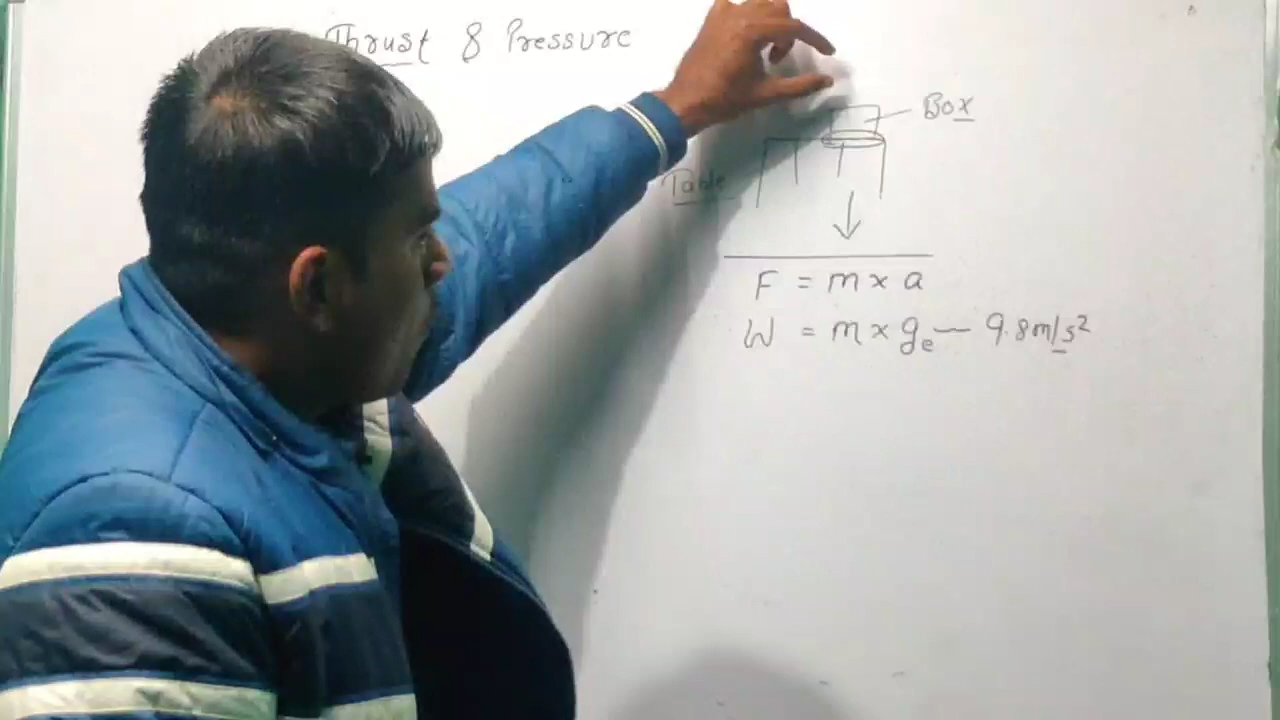 Thrust & Pressure
Box
Table
F = m x a
W = m x ge — 9.8m/s²